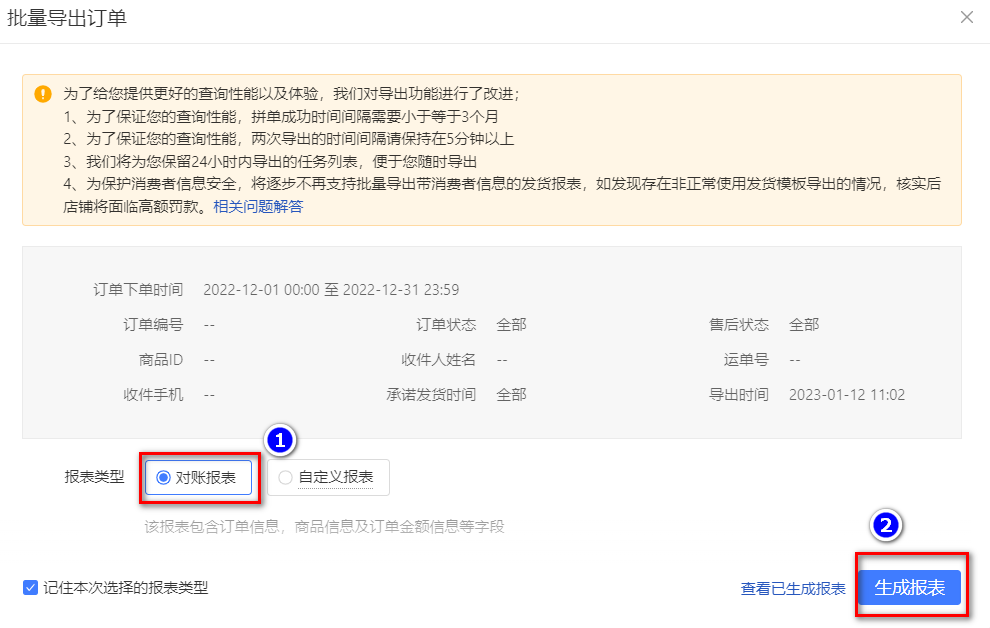 批量导出订单
为了给您提供更好的查询性能以及体验，我们对导出功能进行了改进；
1、为了保证您的查询性能，拼单成功时间间隔需要小于等于3个月
2、为了保证您的查询性能，两次导出的时间间隔请保持在5分钟以上
3、我们将为您保留24小时内导出的任务列表，便于您随时导出
4、为保护消费者信息安全，将逐步不再支持批量导出带消费者信息的发货报表，如发现存在非正常使用发货模板导出的情况，核实后
店铺将面临高额罚款。相关问题解答
订单下单时间 2022-12-01 00:00 至 2022-12-31 23:59
订单编号 -- 订单状态 全部 售后状态 全部
商品ID -- 收件人姓名 -- 运单号 --
收件手机 -- 承诺发货时间 全部 导出时间 2023-01-12 11:02
1
报表类型 对账报表 自定义报表
该报表包含订单信息，商品信息及订单金额信息等字段
2
记住本次选择的报表类型 查看已生成报表 生成报表